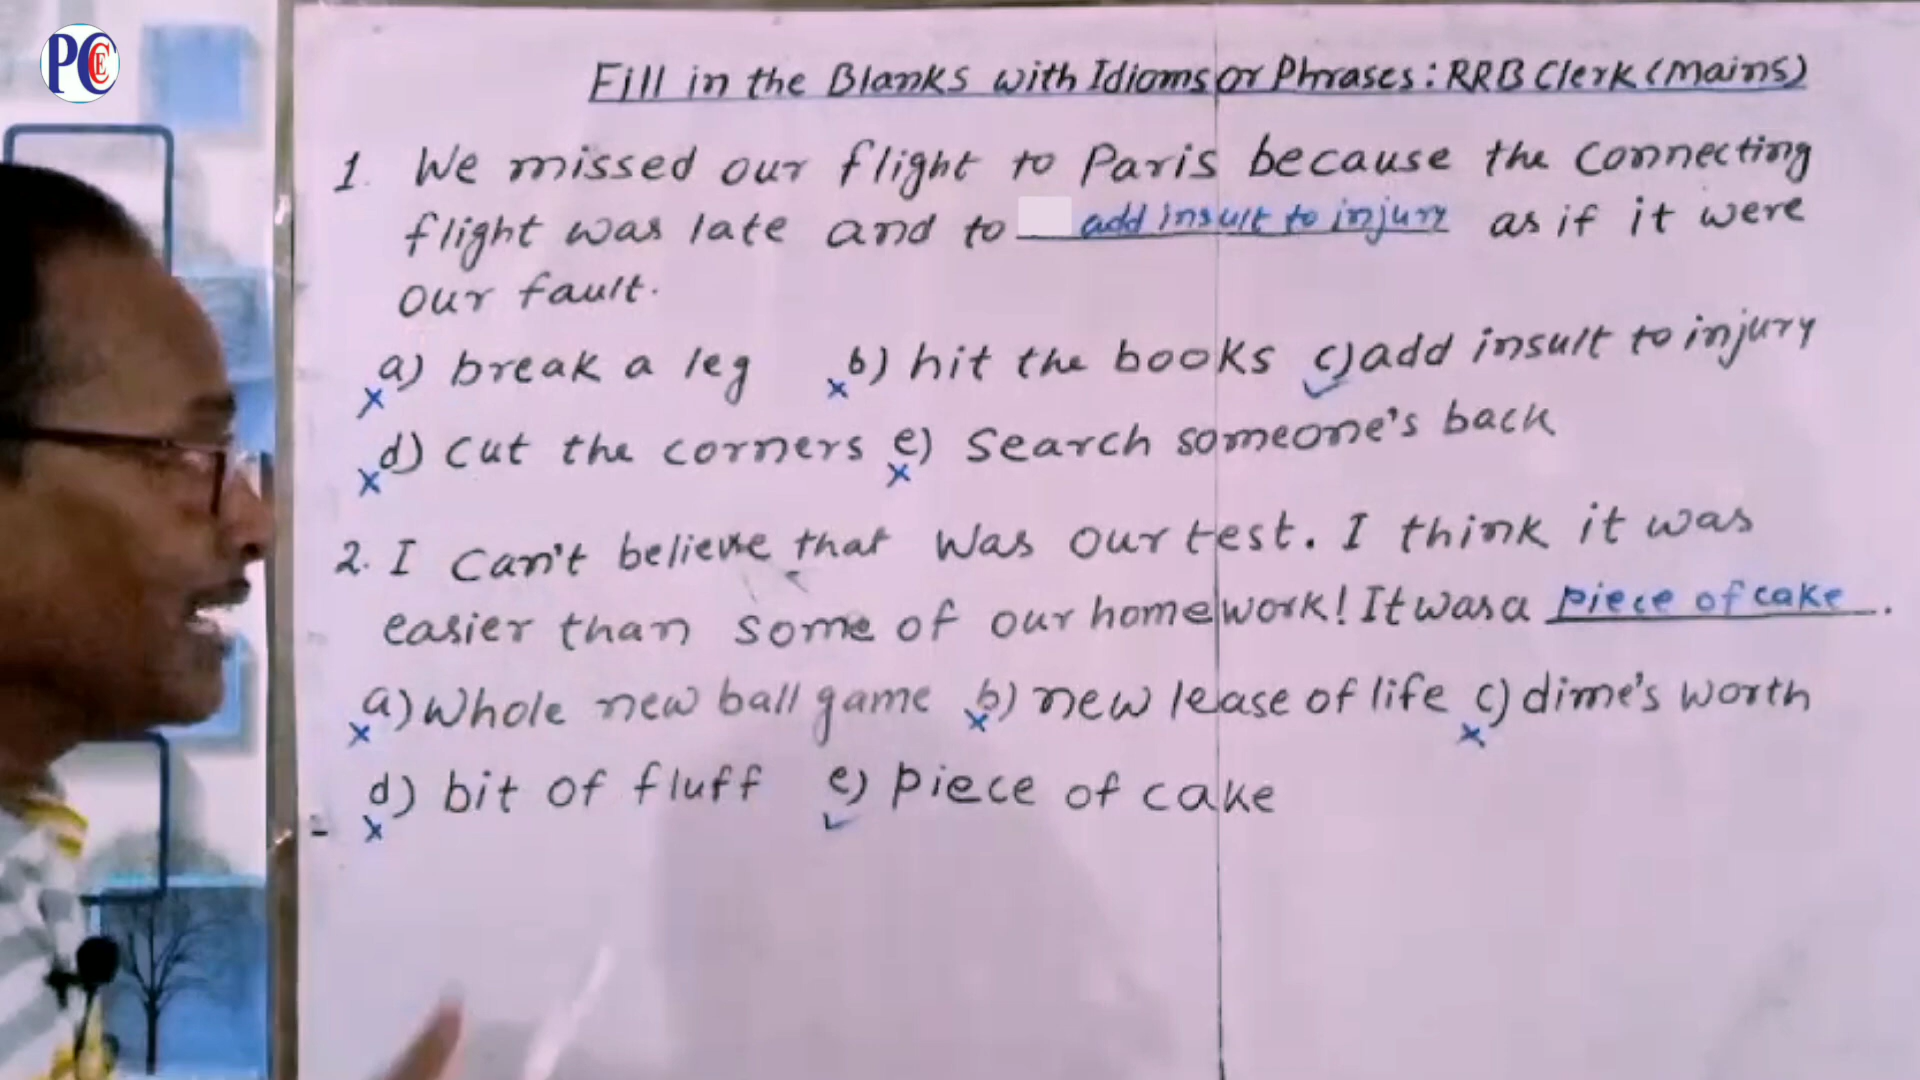 PCCE
Fill in the Blanks with Idioms or Phrases: RRB Clerk (Mains)
1. We missed our flight to Paris because the connecting
flight was late and to add insult to injury as if it were
our fault.
a) break a leg b) hit the books c) add insult to injury
d) cut the corners e) Search someone's back
2. I can't believe that was our test. I think it was
easier than some of our homework! It was a piece of cake.
a) Whole new ball game b) new lease of life c) dime's worth
d) bit of fluff e) piece of cake